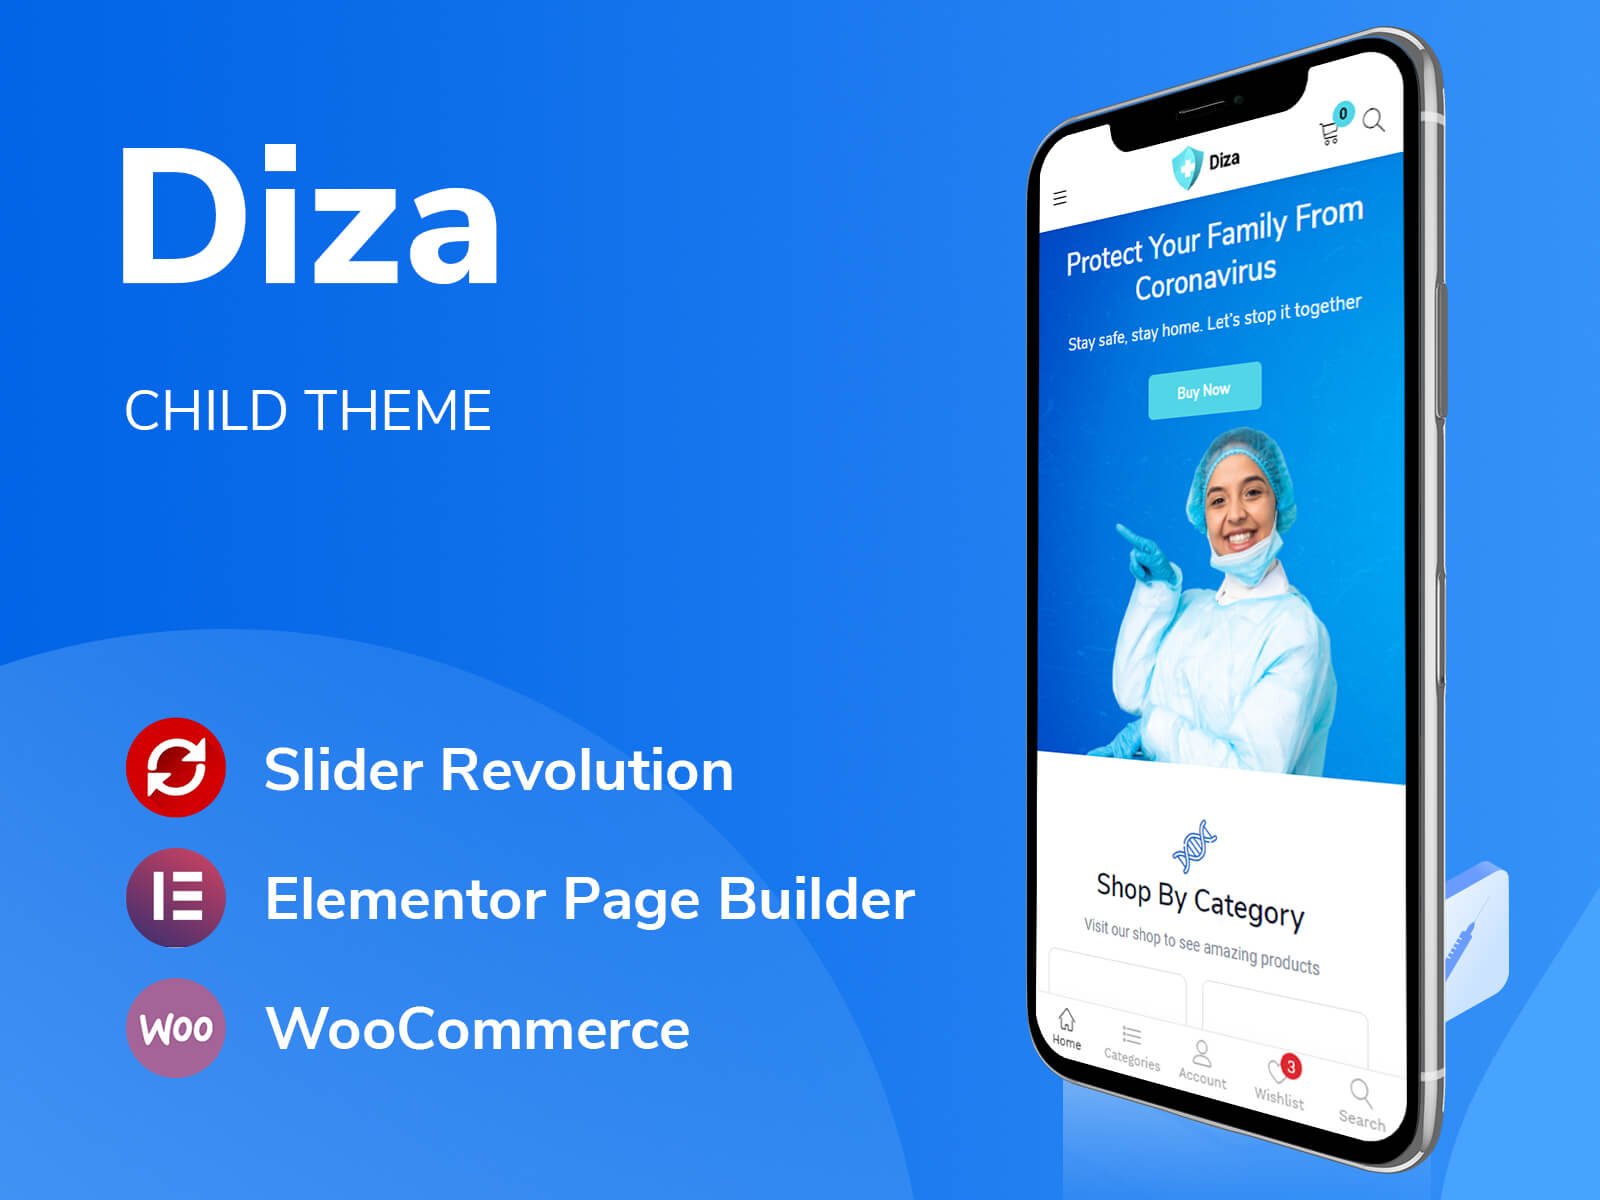 Diza
CHILD THEME
Slider Revolution
Elementor Page Builder
WOO
WooCommerce
0
Diza
Protect Your Family From
Coronavirus
Stay safe, stay home. Let's stop it together
Buy Now
Shop By Category
Visit our shop to see amazing products
Home
Categories
Account
3
Wishlist
Search